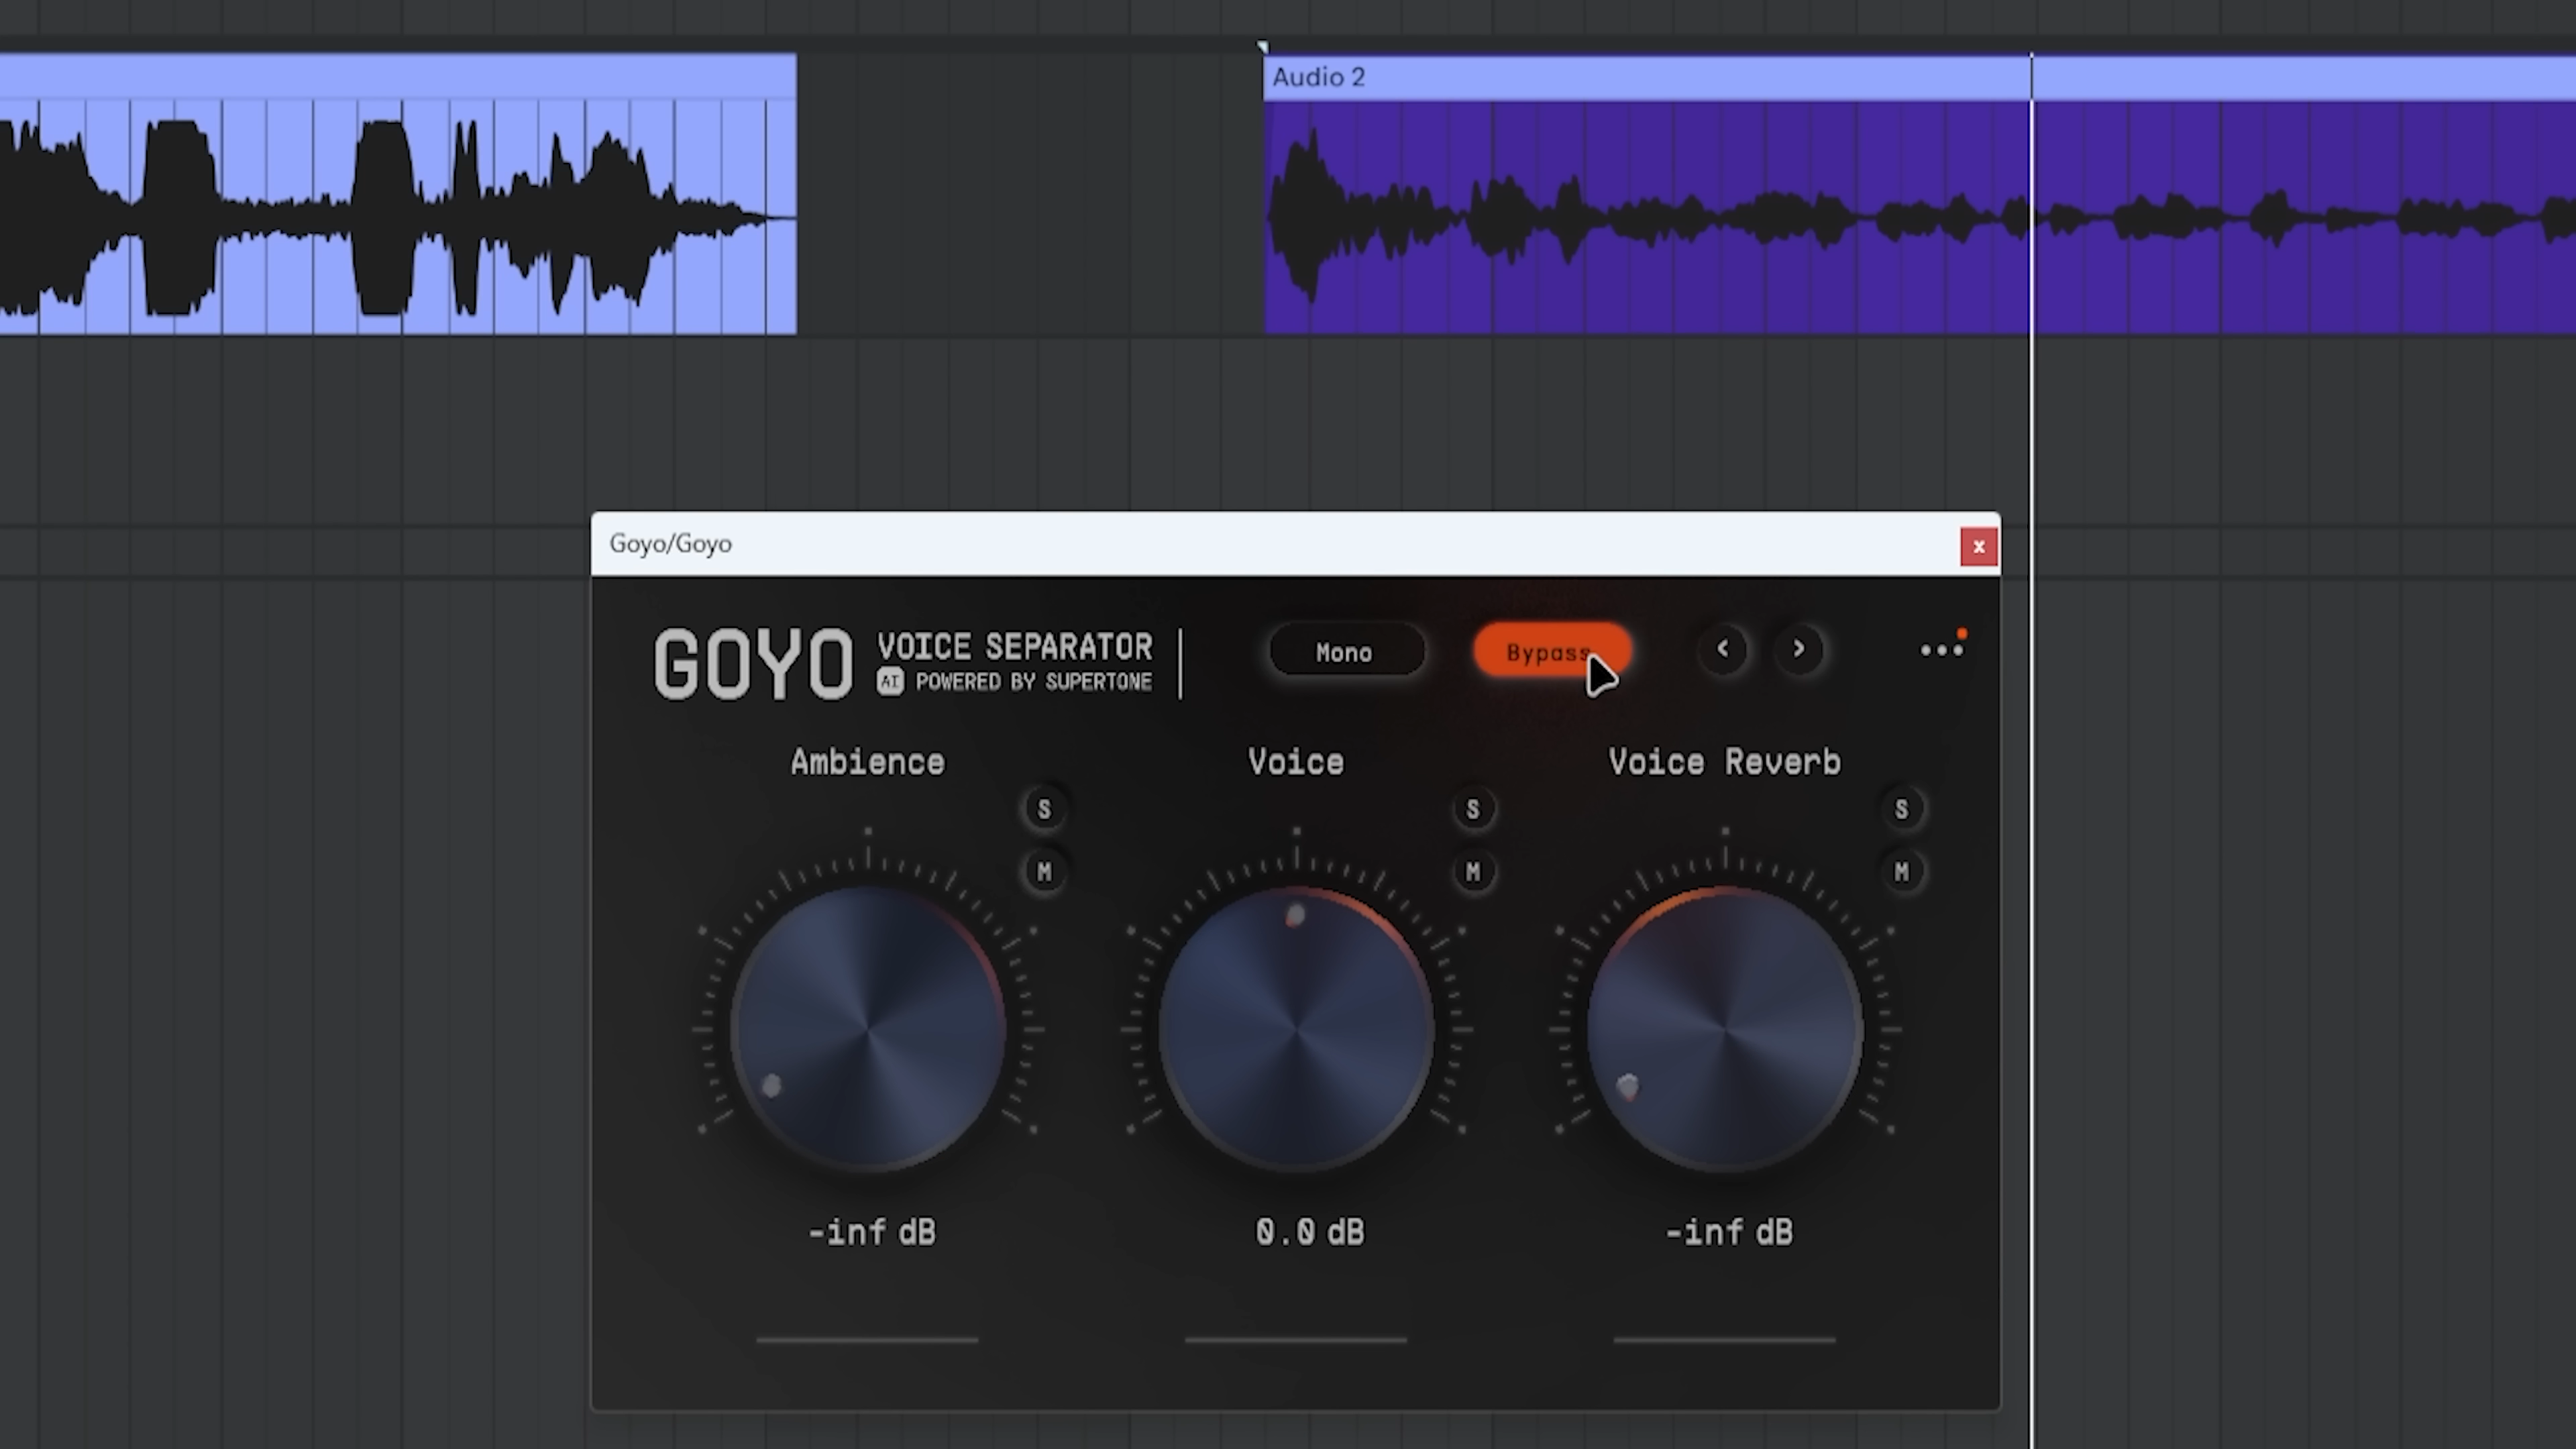 Audio 2
Goyo/Goyo
x
GOYO VOICE SEPARATOR
AI POWERED BY SUPERTONE
Mono
Bypass
< >
Ambience
S
M
-inf dB
Voice
S
M
0.0 dB
Voice Reverb
S
M
-inf dB